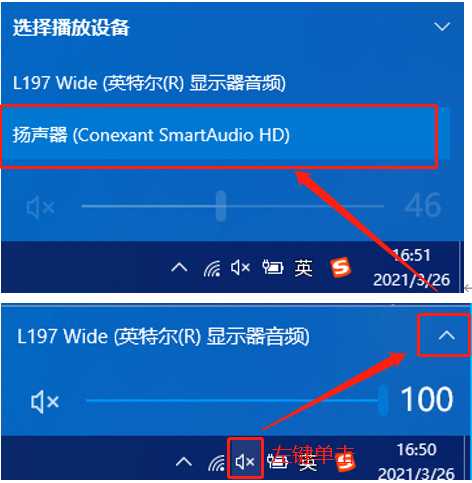 选择播放设备
L197 Wide (英特尔(R) 显示器音频)
扬声器 (Conexant SmartAudio HD)
46
英
S
16:51
2021/3/26
L197 Wide (英特尔(R) 显示器音频)
100
左键单击
英
S
16:50
2021/3/26